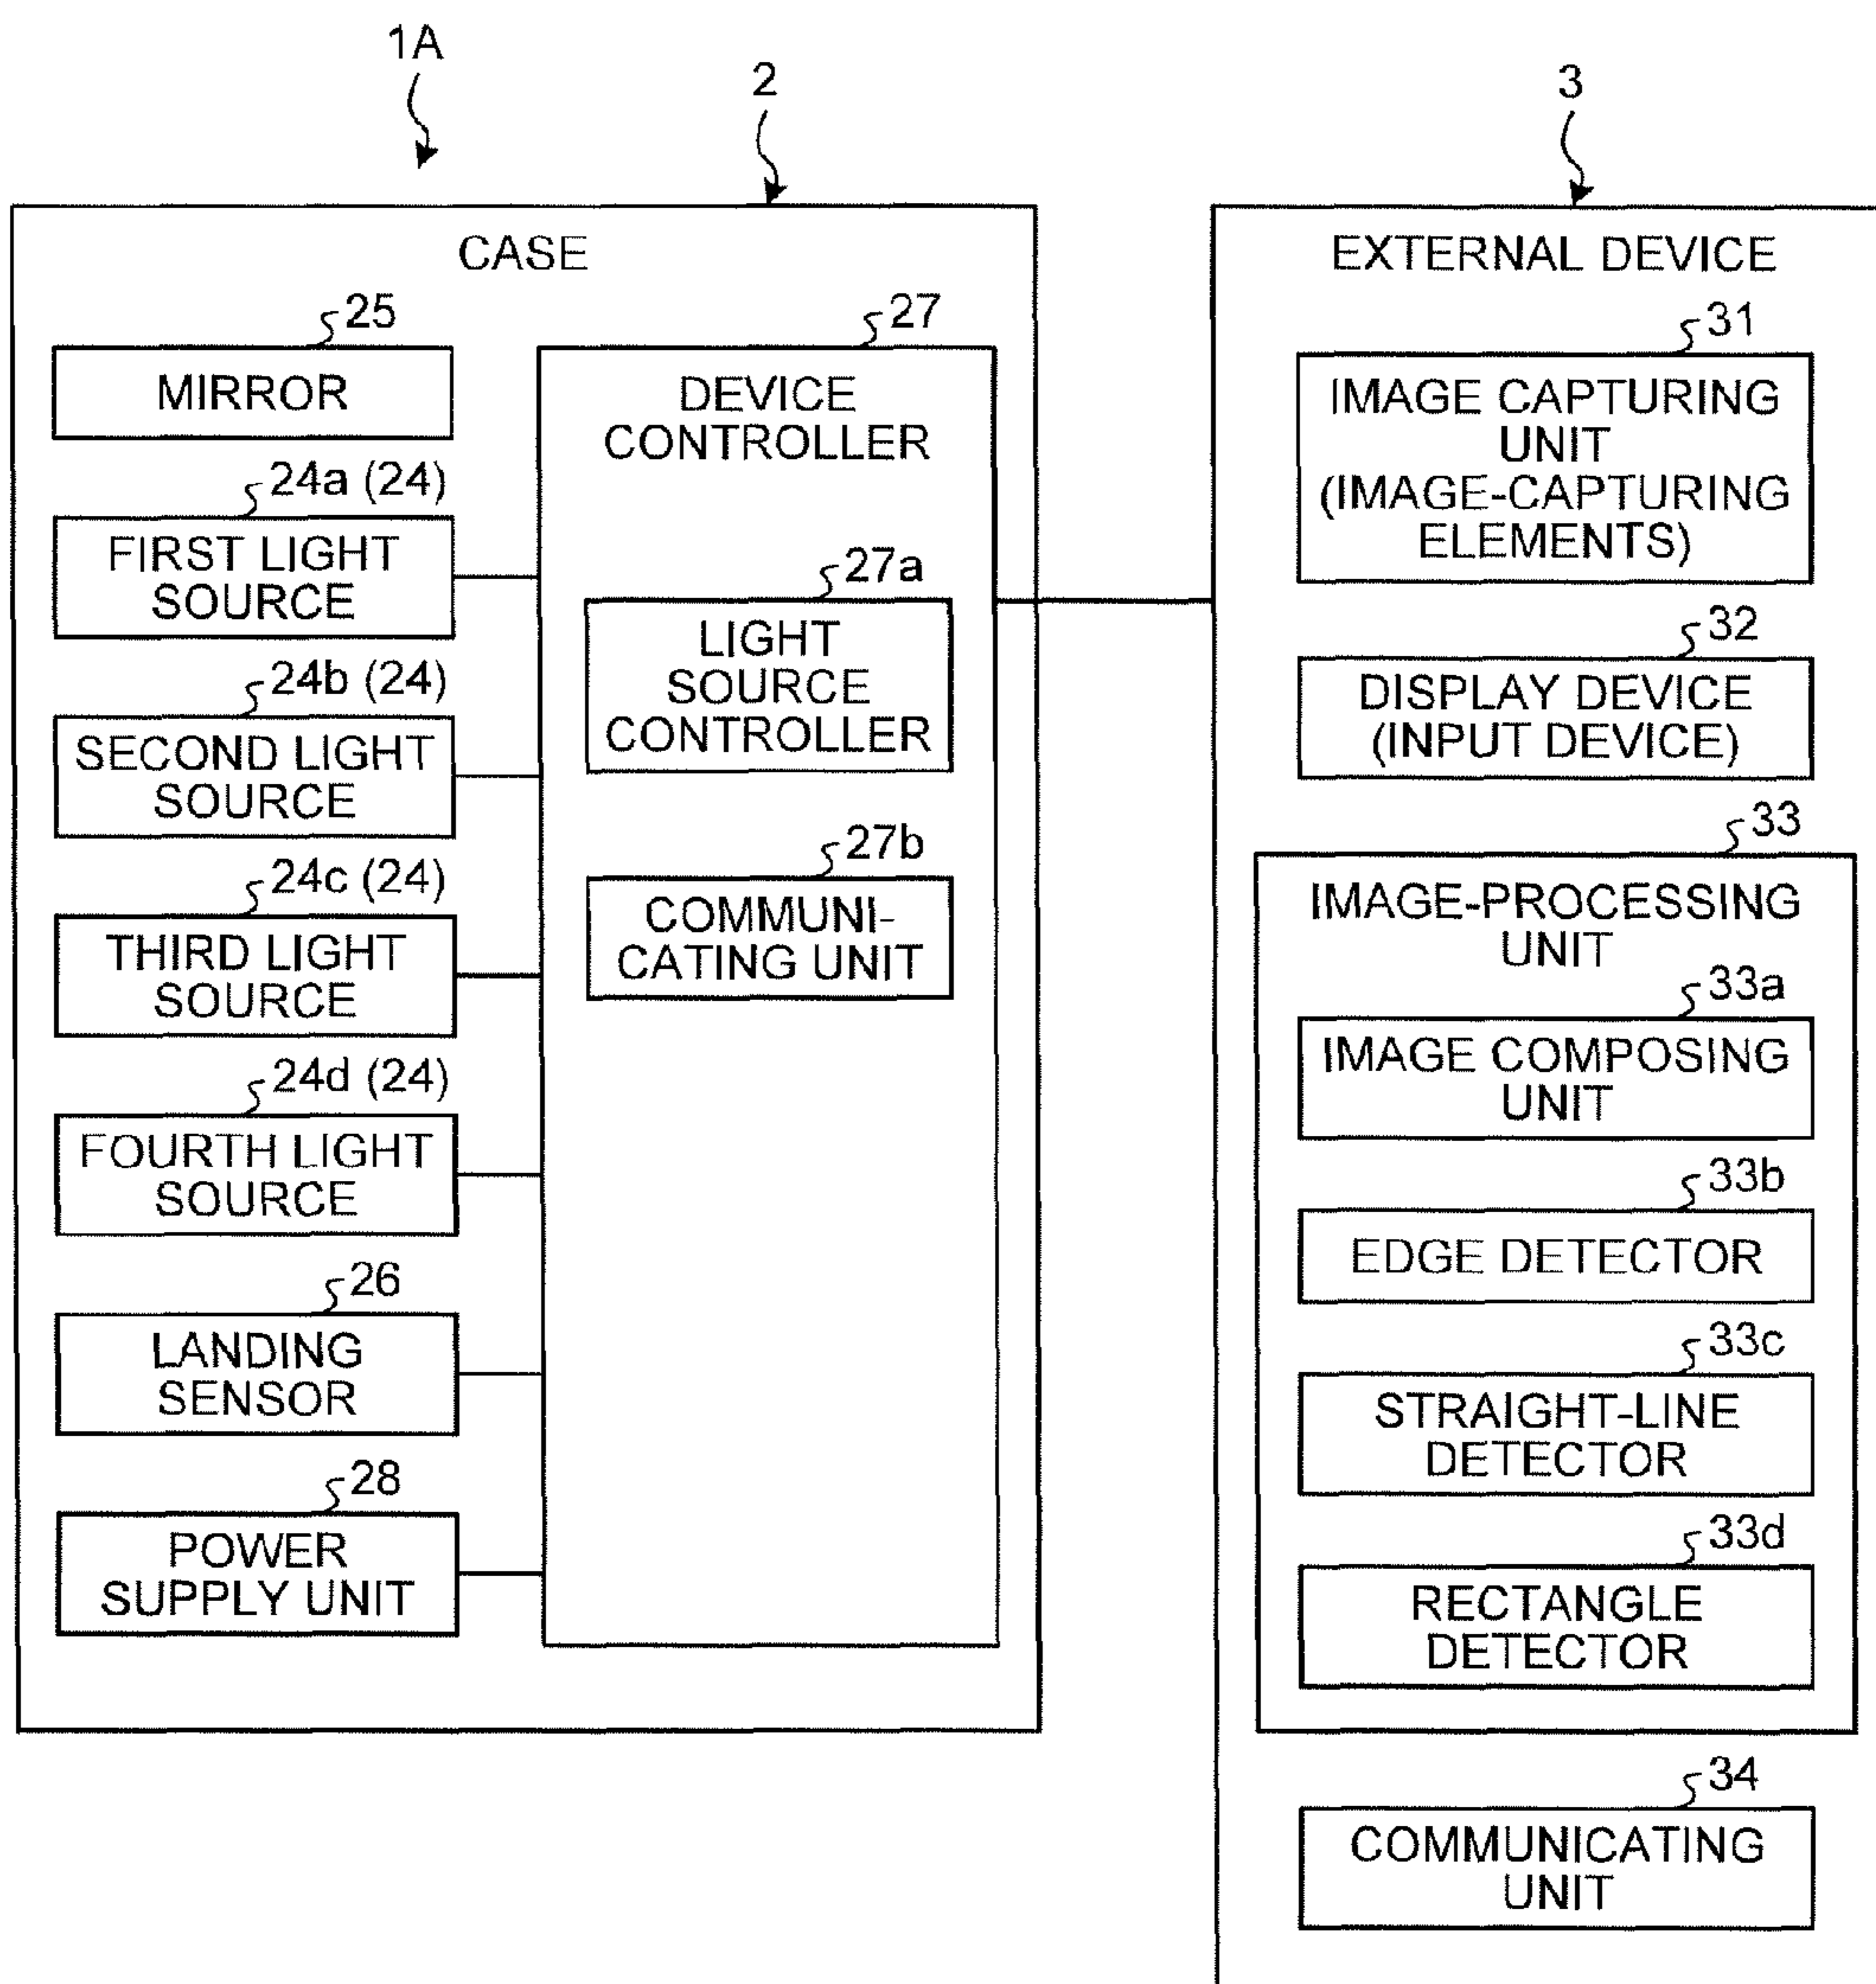 1A
2
3
CASE
25
MIRROR
24a (24)
FIRST LIGHT
SOURCE
24b (24)
SECOND LIGHT
SOURCE
24c (24)
THIRD LIGHT
SOURCE
24d (24)
FOURTH LIGHT
SOURCE
26
LANDING
SENSOR
28
POWER
SUPPLY UNIT
27
DEVICE
CONTROLLER
27a
LIGHT
SOURCE
CONTROLLER
27b
COMMUNI-
CATING UNIT
EXTERNAL DEVICE
31
IMAGE CAPTURING
UNIT
(IMAGE-CAPTURING
ELEMENTS)
32
DISPLAY DEVICE
(INPUT DEVICE)
33
IMAGE-PROCESSING
UNIT
33a
IMAGE COMPOSING
UNIT
33b
EDGE DETECTOR
33c
STRAIGHT-LINE
DETECTOR
33d
RECTANGLE
DETECTOR
34
COMMUNICATING
UNIT